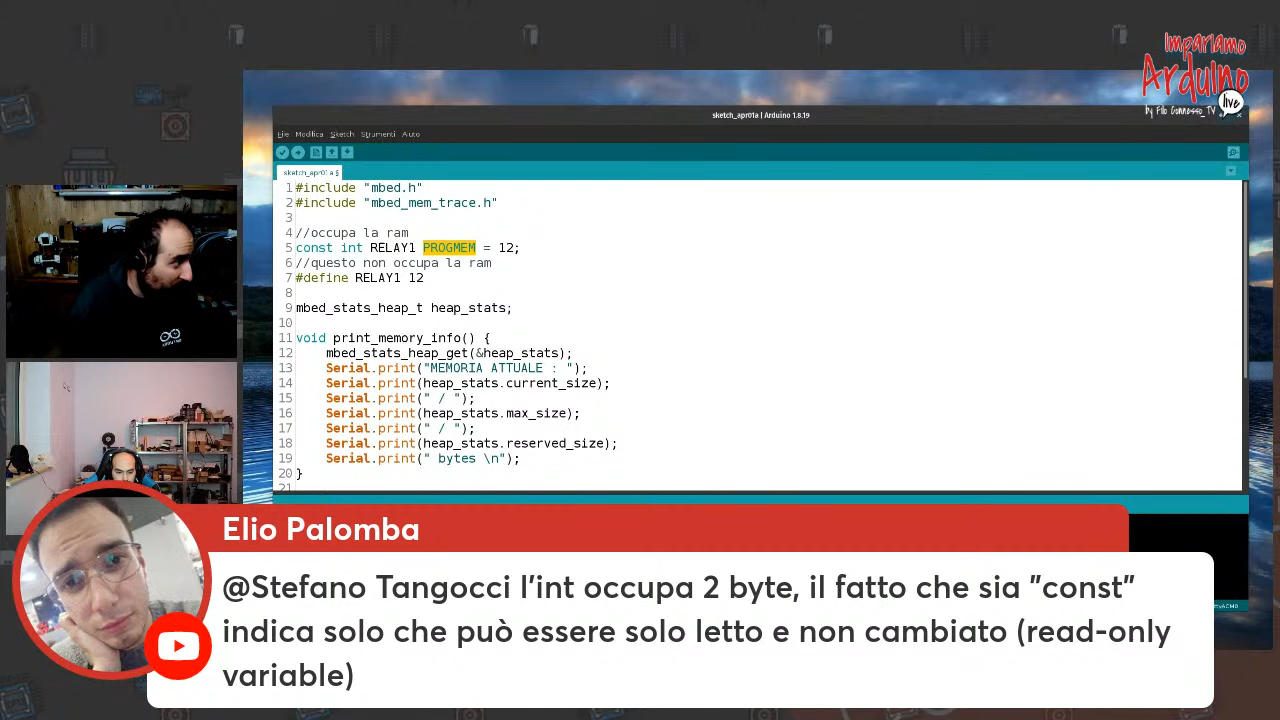 Impariamo
Arduino
live
by Filo Connesso_TV
sketch_apr01a | Arduino 1.8.19
File Modifica Sketch Strumenti Aiuto
sketch_apr01a §
1 #include "mbed.h"
2 #include "mbed_mem_trace.h"
3
4 //occupa la ram
5 const int RELAY1 PROGMEM = 12;
6 //questo non occupa la ram
7 #define RELAY1 12
8
9 mbed_stats_heap_t heap_stats;
10
11 void print_memory_info() {
12 mbed_stats_heap_get(&heap_stats);
13 Serial.print("MEMORIA ATTUALE : ");
14 Serial.print(heap_stats.current_size);
15 Serial.print(" / ");
16 Serial.print(heap_stats.max_size);
17 Serial.print(" / ");
18 Serial.print(heap_stats.reserved_size);
19 Serial.print(" bytes \n");
20 }
21
Elio Palomba
@Stefano Tangocci l'int occupa 2 byte, il fatto che sia "const"
indica solo che può essere solo letto e non cambiato (read-only
variable)